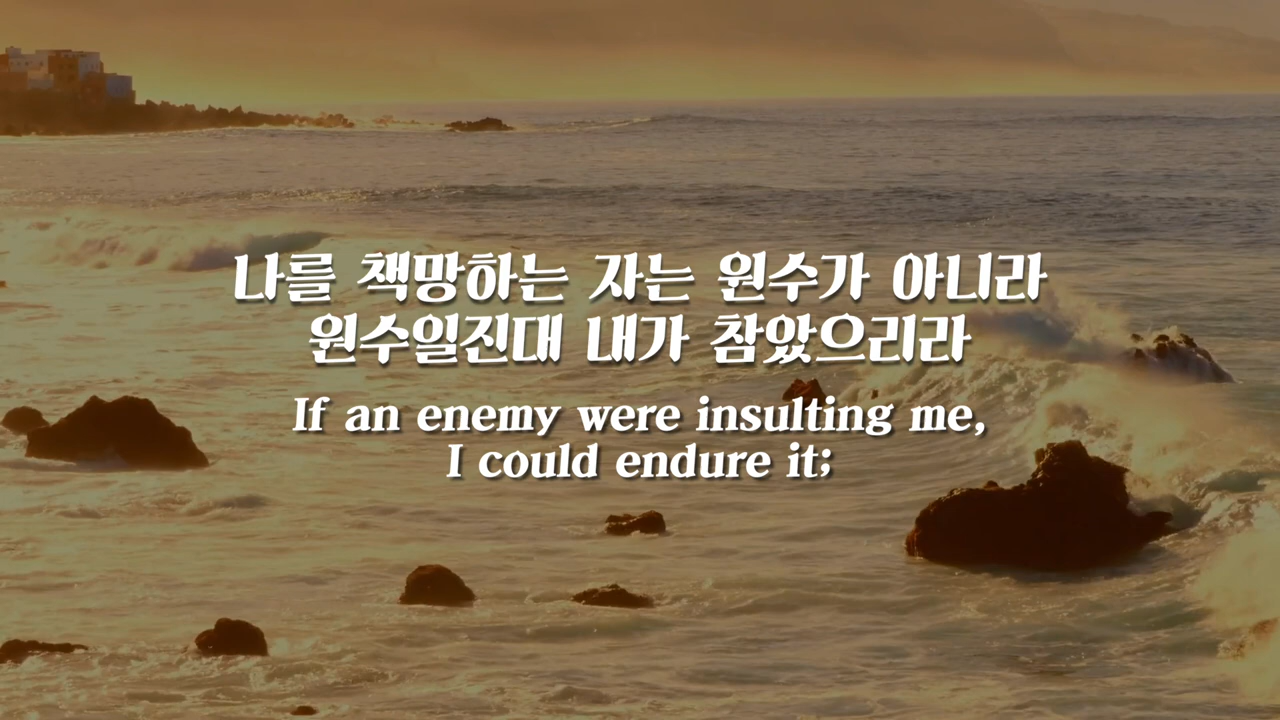 나를 책망하는 자는 원수가 아니라
원수일진대 내가 참았으리라
If an enemy were insulting me,
I could endure it;